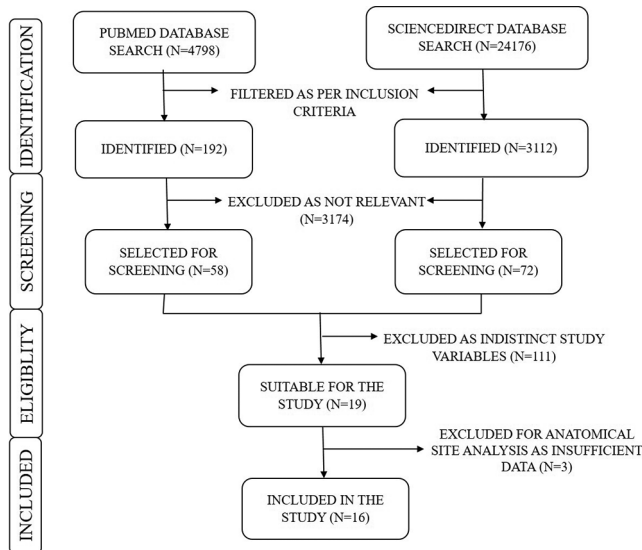 IDENTIFICATION
PUBMED DATABASE
SEARCH (N=4798)
SCIENCEDIRECT DATABASE
SEARCH (N=24176)
FILTERED AS PER INCLUSION
CRITERIA
IDENTIFIED (N=192)
IDENTIFIED (N=3112)
SCREENING
EXCLUDED AS NOT RELEVANT
(N=3174)
SELECTED FOR
SCREENING (N=58)
SELECTED FOR
SCREENING (N=72)
ELIGIBLITY
EXCLUDED AS INDISTINCT STUDY
VARIABLES (N=111)
SUITABLE FOR THE
STUDY (N=19)
INCLUDED
EXCLUDED FOR ANATOMICAL
SITE ANALYSIS AS INSUFFICIENT
DATA (N=3)
INCLUDED IN THE
STUDY (N=16)